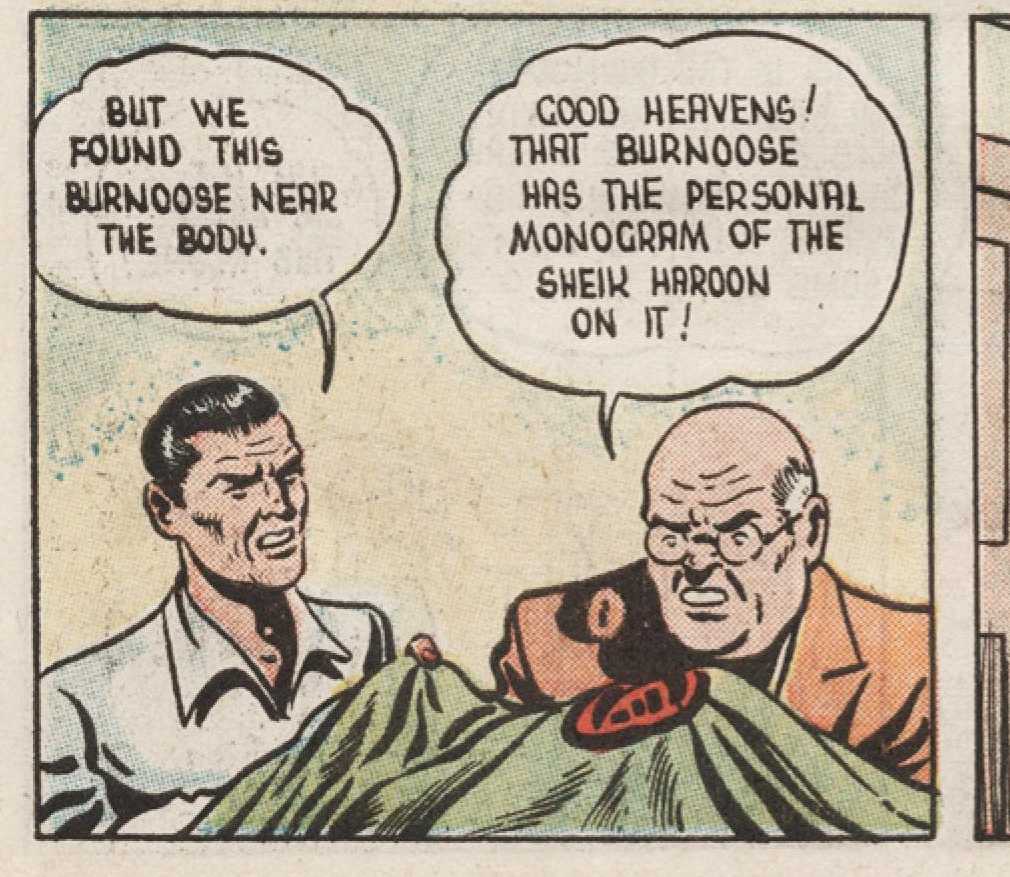 BUT WE
FOUND THIS
BURNOOSE NEAR
THE BODY.
GOOD HEAVENS!
THAT BURNOOSE
HAS THE PERSONAL
MONOGRAM OF THE
SHEIK HAROON
ON IT!